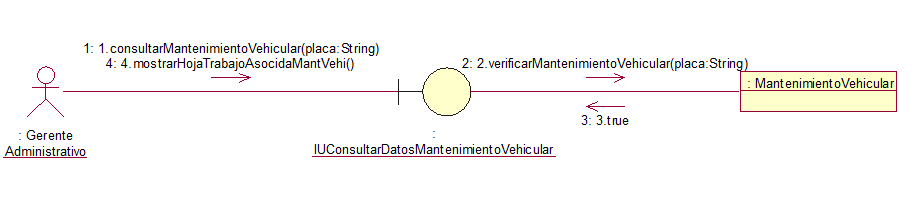 1: 1.consultarMantenimientoVehicular(placa:String)
4: 4.mostrarHojaTrabajoAsocidaMantVehi()
2: 2.verificarMantenimientoVehicular(placa:String)
: MantenimientoVehicular
3: 3.true
: Gerente
Administrativo
:
IUConsultarDatosMantenimientoVehicular